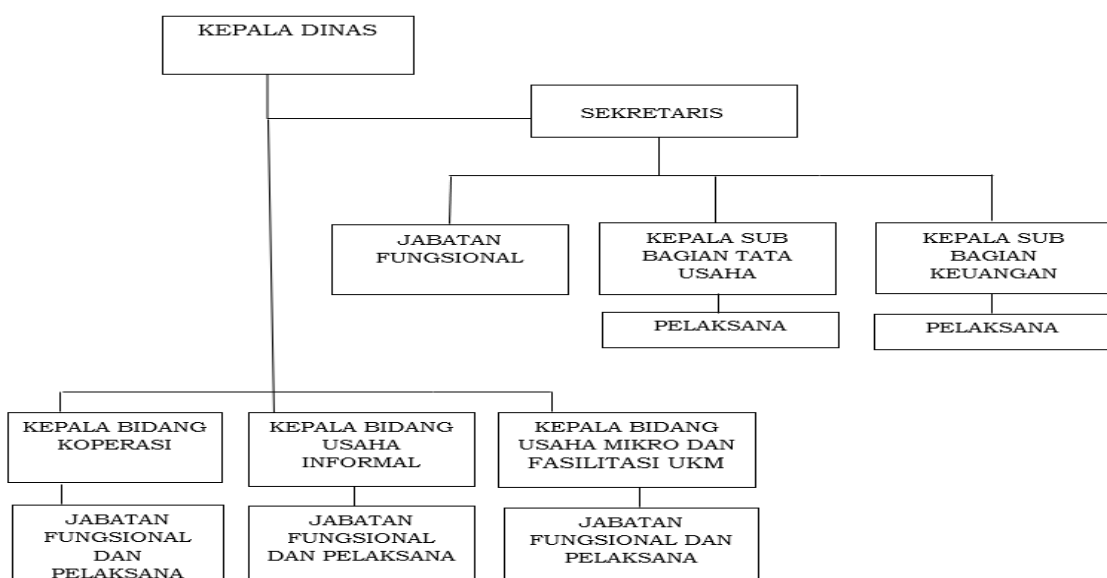 KEPALA DINAS
SEKRETARIS
JABATAN
FUNGSIONAL
KEPALA SUB
BAGIAN TATA
USAHA
KEPALA SUB
BAGIAN
KEUANGAN
PELAKSANA
PELAKSANA
KEPALA BIDANG
KOPERASI
KEPALA BIDANG
USAHA
INFORMAL
KEPALA BIDANG
USAHA MIKRO DAN
FASILITASI UKM
JABATAN
FUNGSIONAL
DAN
PELAKSANA
JABATAN
FUNGSIONAL
DAN PELAKSANA
JABATAN
FUNGSIONAL DAN
PELAKSANA